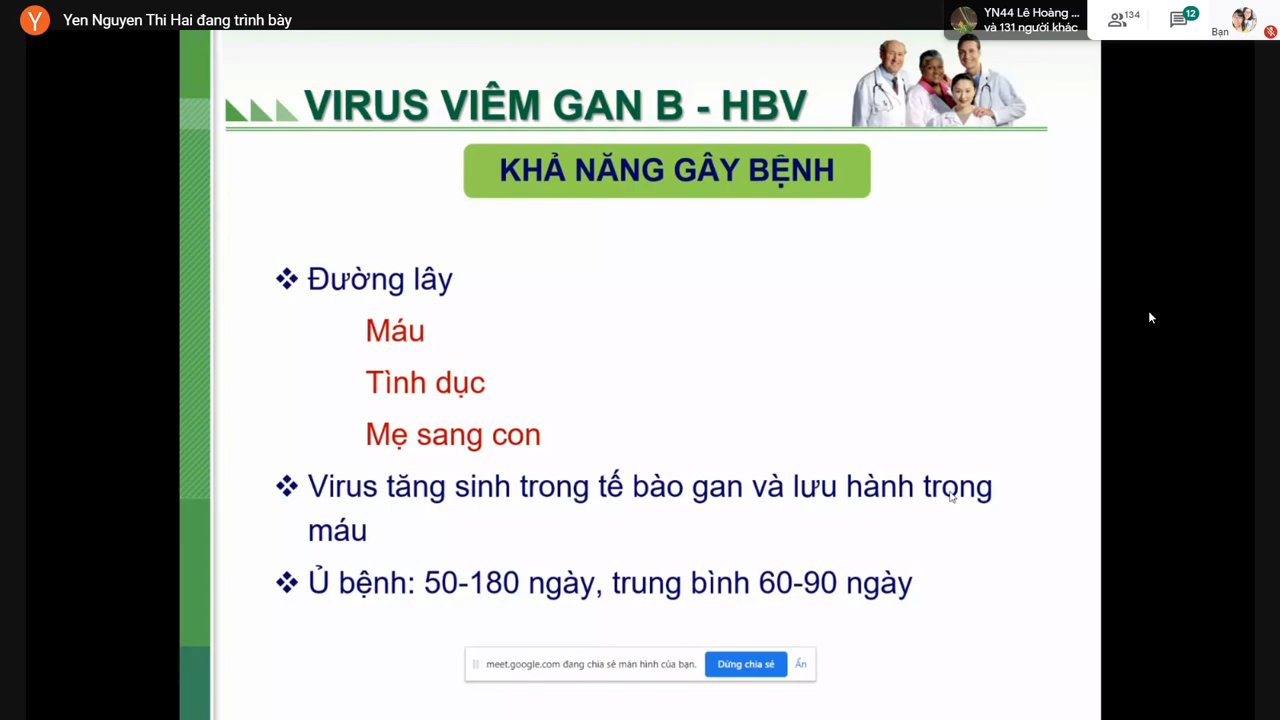 Y Yen Nguyen Thi Hai đang trình bày
YN44 Lê Hoàng ...
và 131 người khác
134
12
Bạn
VIRUS VIÊM GAN B - HBV
KHẢ NĂNG GÂY BỆNH
❖ Đường lây
Máu
Tình dục
Mẹ sang con
❖ Virus tăng sinh trong tế bào gan và lưu hành trong
máu
❖ Ủ bệnh: 50-180 ngày, trung bình 60-90 ngày
meet.google.com đang chia sẻ màn hình của bạn. Dừng chia sẻ Ẩn